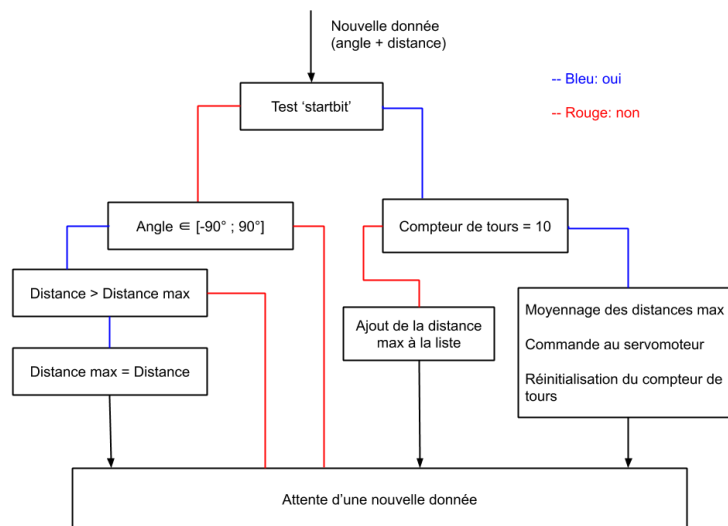 Nouvelle donnée
(angle + distance)
-- Bleu: oui
Test ‘startbit’
-- Rouge: non
Angle ∈ [-90° ; 90°]
Compteur de tours = 10
Distance > Distance max
Moyennage des distances max
Ajout de la distance
max à la liste
Commande au servomoteur
Distance max = Distance
Réinitialisation du compteur de
tours
Attente d’une nouvelle donnée